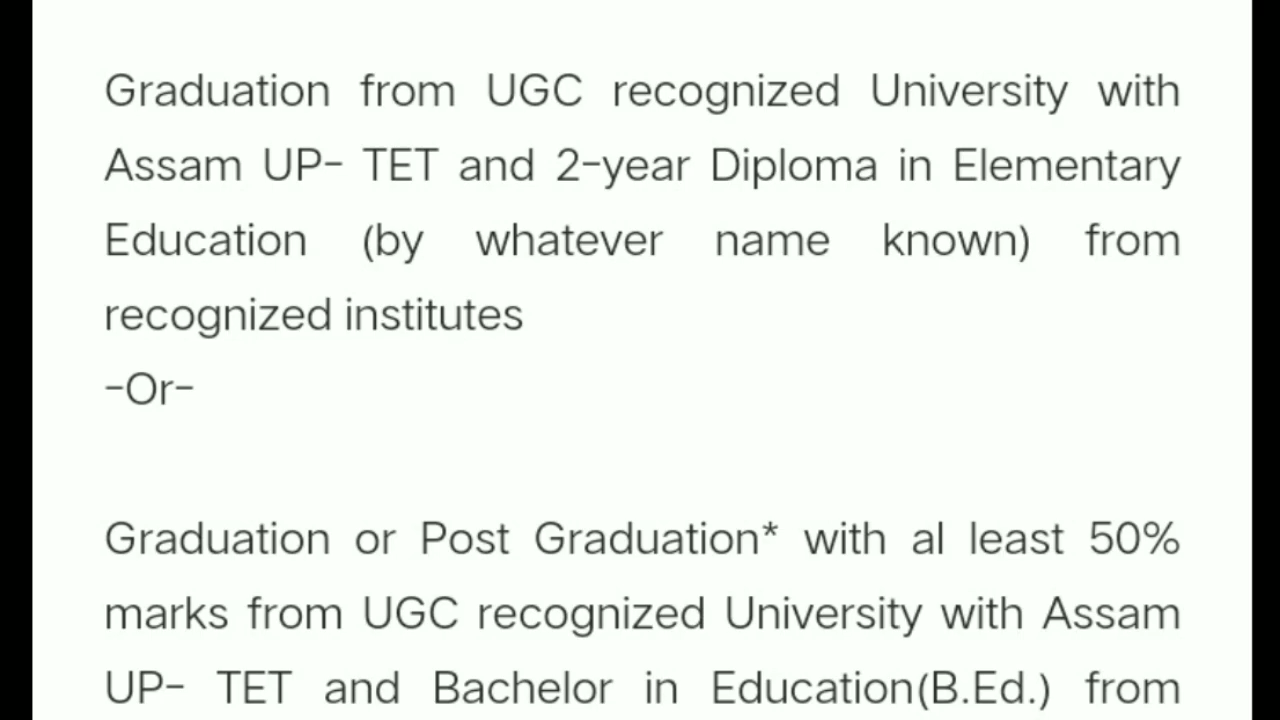 Graduation from UGC recognized University with
Assam UP- TET and 2-year Diploma in Elementary
Education (by whatever name known) from
recognized institutes
-Or-
Graduation or Post Graduation* with al least 50%
marks from UGC recognized University with Assam
UP- TET and Bachelor in Education(B.Ed.) from